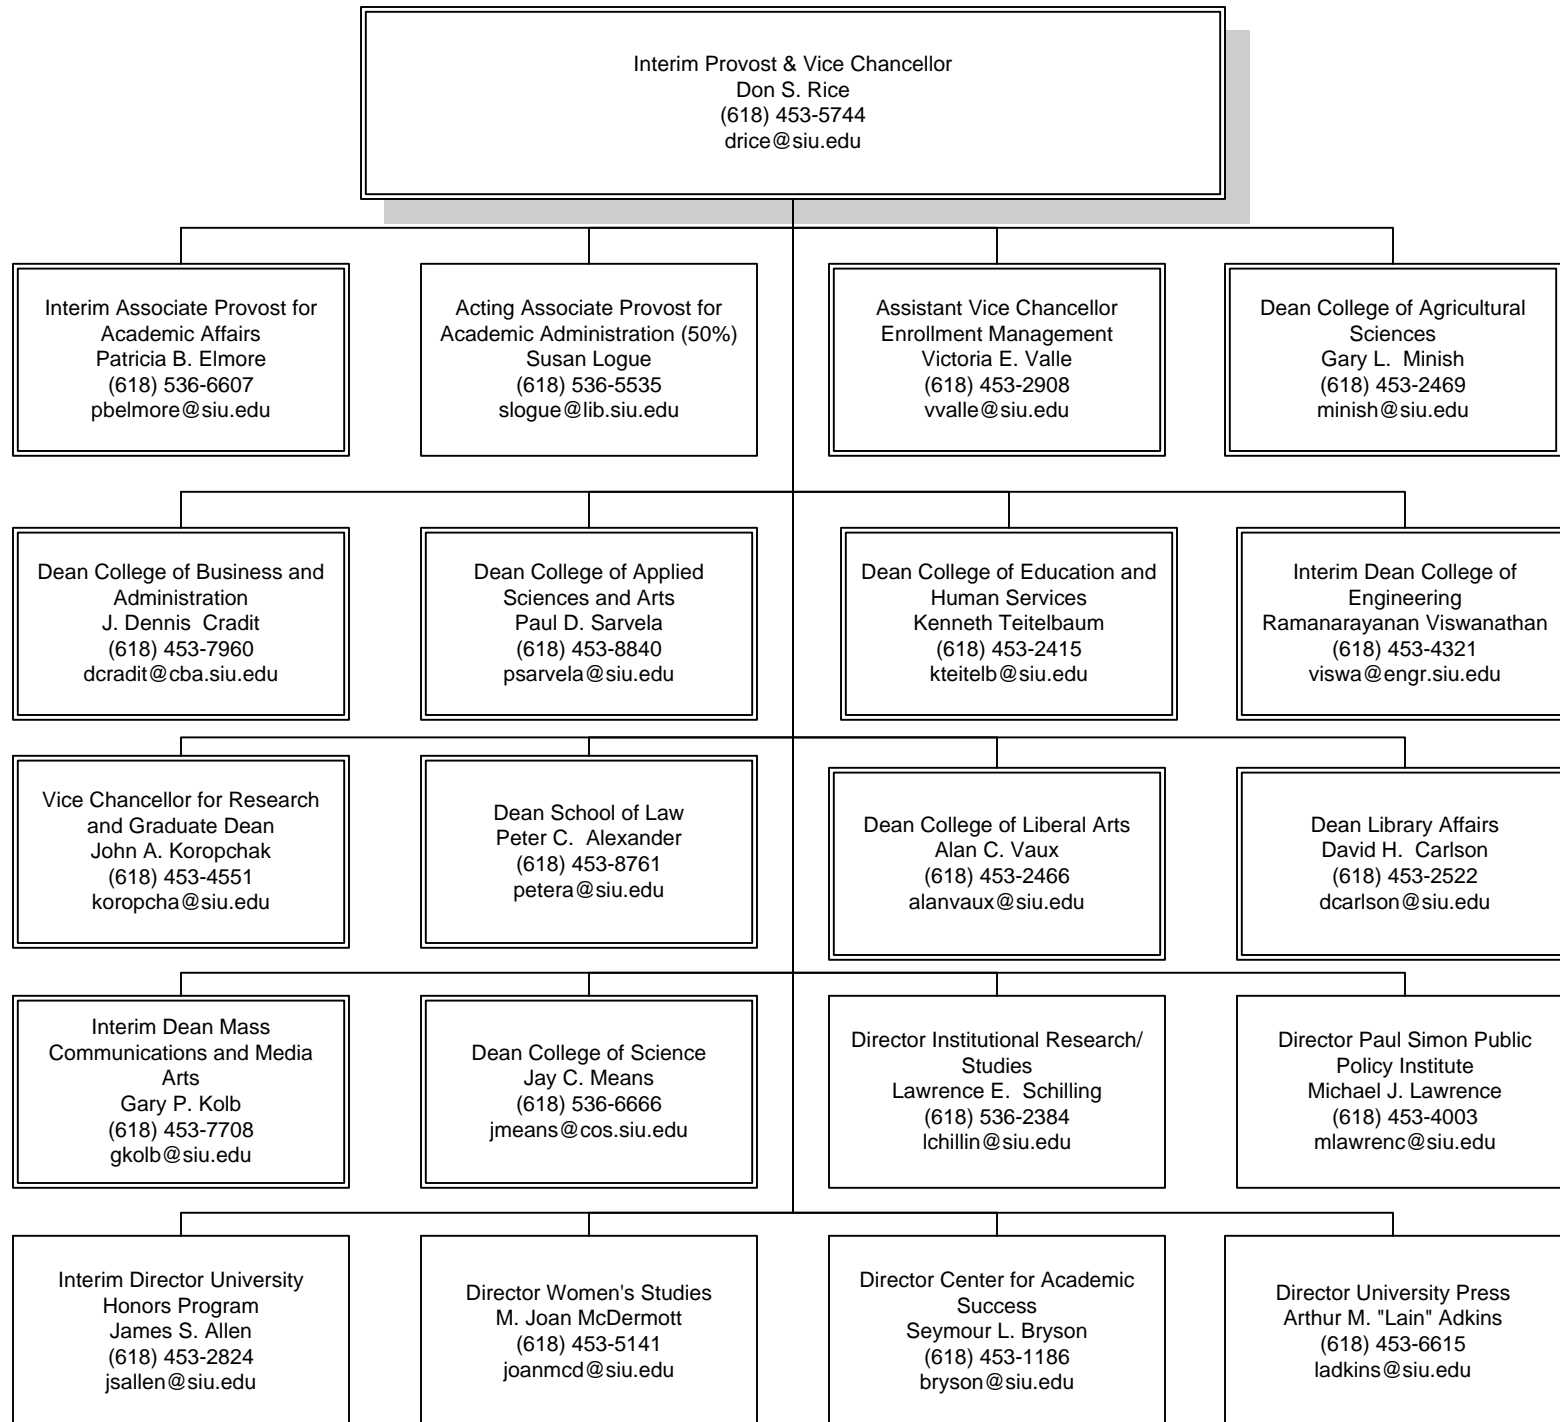 Interim Provost & Vice Chancellor
Don S. Rice
(618) 453-5744
drice@siu.edu
Interim Associate Provost for
Academic Affairs
Patricia B. Elmore
(618) 536-6607
pbelmore@siu.edu
Acting Associate Provost for
Academic Administration (50%)
Susan Logue
(618) 536-5535
slogue@lib.siu.edu
Assistant Vice Chancellor
Enrollment Management
Victoria E. Valle
(618) 453-2908
vvalle@siu.edu
Dean College of Agricultural
Sciences
Gary L. Minish
(618) 453-2469
minish@siu.edu
Dean College of Business and
Administration
J. Dennis Cradit
(618) 453-7960
dcradit@cba.siu.edu
Dean College of Applied
Sciences and Arts
Paul D. Sarvela
(618) 453-8840
psarvela@siu.edu
Dean College of Education and
Human Services
Kenneth Teitelbaum
(618) 453-2415
kteitelb@siu.edu
Interim Dean College of
Engineering
Ramanarayanan Viswanathan
(618) 453-4321
viswa@engr.siu.edu
Vice Chancellor for Research
and Graduate Dean
John A. Koropchak
(618) 453-4551
koropcha@siu.edu
Dean School of Law
Peter C. Alexander
(618) 453-8761
petera@siu.edu
Dean College of Liberal Arts
Alan C. Vaux
(618) 453-2466
alanvaux@siu.edu
Dean Library Affairs
David H. Carlson
(618) 453-2522
dcarlson@siu.edu
Interim Dean Mass
Communications and Media
Arts
Gary P. Kolb
(618) 453-7708
gkolb@siu.edu
Dean College of Science
Jay C. Means
(618) 536-6666
jmeans@cos.siu.edu
Director Institutional Research/
Studies
Lawrence E. Schilling
(618) 536-2384
lchillin@siu.edu
Director Paul Simon Public
Policy Institute
Michael J. Lawrence
(618) 453-4003
mlawrenc@siu.edu
Interim Director University
Honors Program
James S. Allen
(618) 453-2824
jsallen@siu.edu
Director Women's Studies
M. Joan McDermott
(618) 453-5141
joanmcd@siu.edu
Director Center for Academic
Success
Seymour L. Bryson
(618) 453-1186
bryson@siu.edu
Director University Press
Arthur M. "Lain" Adkins
(618) 453-6615
ladkins@siu.edu